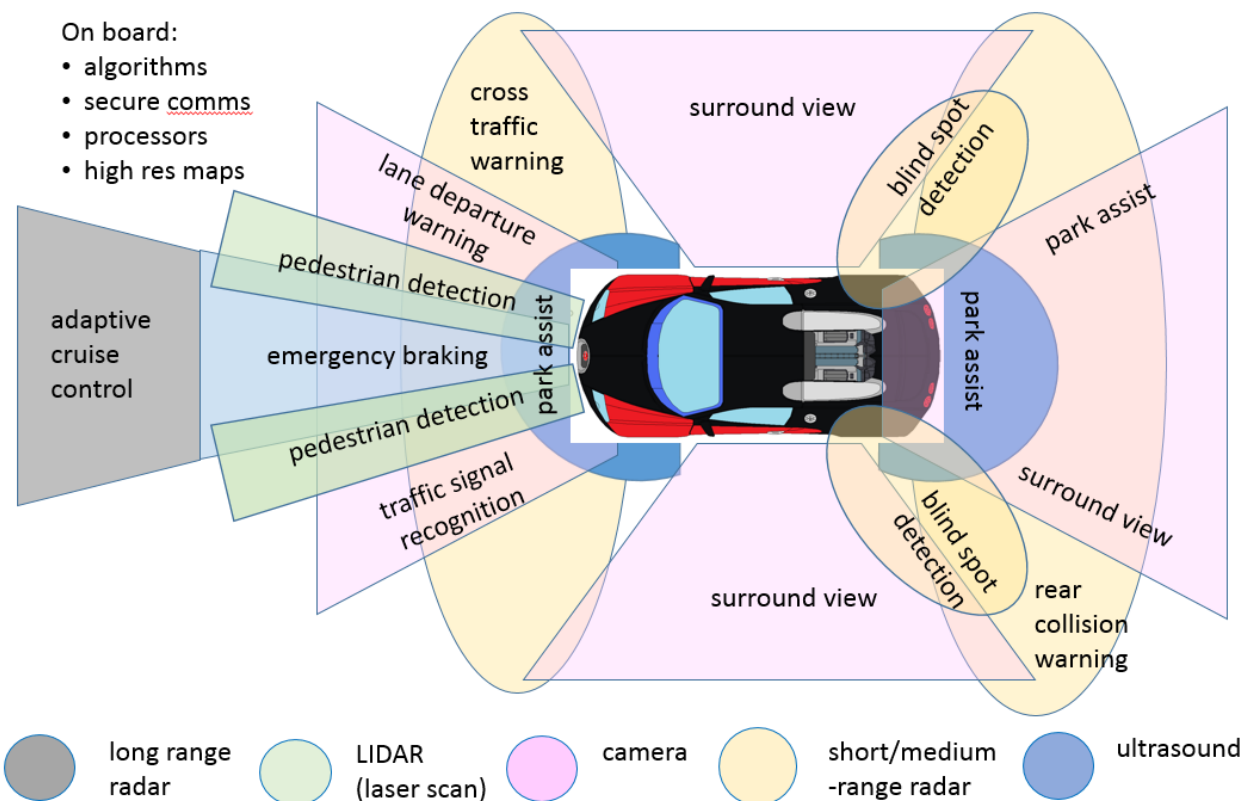 On board:
• algorithms
• secure comms
• processors
• high res maps
cross
traffic
warning
surround view
blind spot
detection
lane departure
warning
park assist
pedestrian detection
adaptive
cruise
control
emergency braking
park assist
park assist
pedestrian detection
traffic signal
recognition
surround view
surround view
blind spot
detection
rear
collision
warning
long range
radar
LIDAR
(laser scan)
camera
short/medium
-range radar
ultrasound